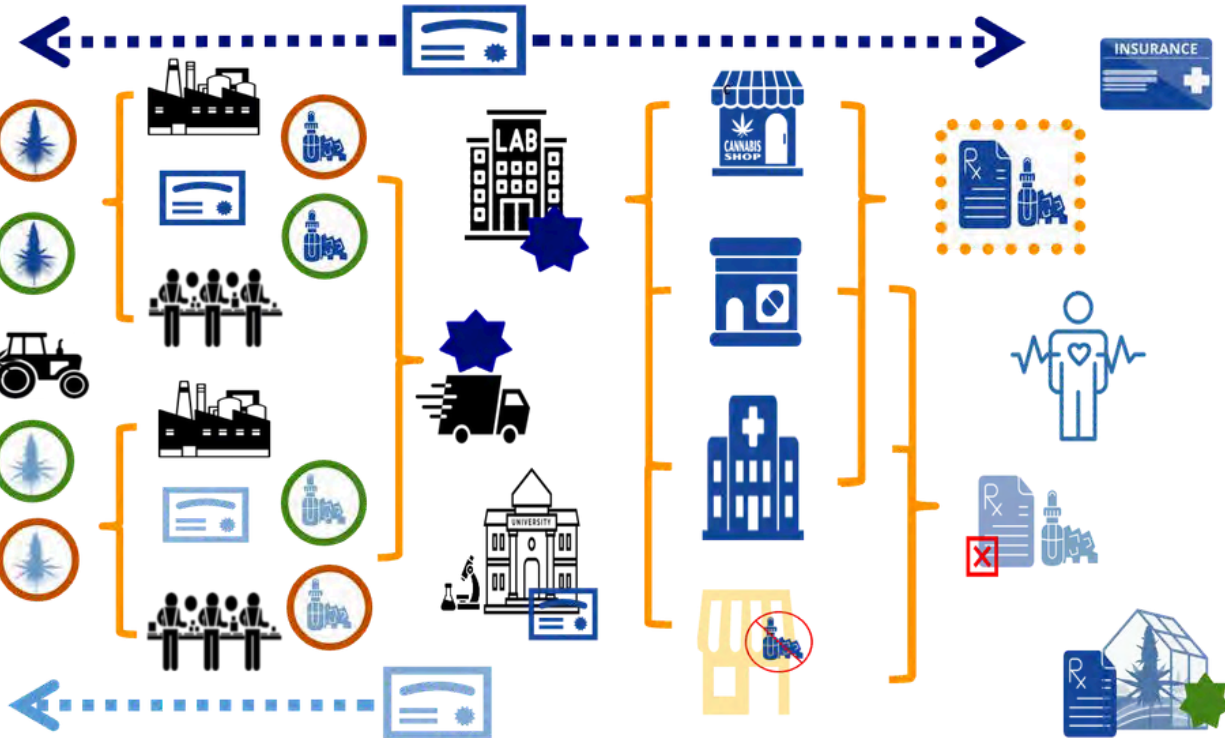 INSURANCE
LAB
CANNABIS
SHOP
Rx
UNIVERSITY
Rx
X
Rx